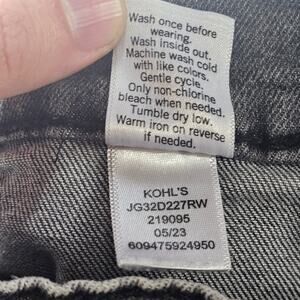 Wash once before
wearing.
Wash inside out.
Machine wash cold
with like colors.
Gentle cycle.
Only non-chlorine
bleach when needed.
Tumble dry low.
Warm iron on reverse
if needed.
KOHL'S
JG32D227RW
219095
05/23
609475924950